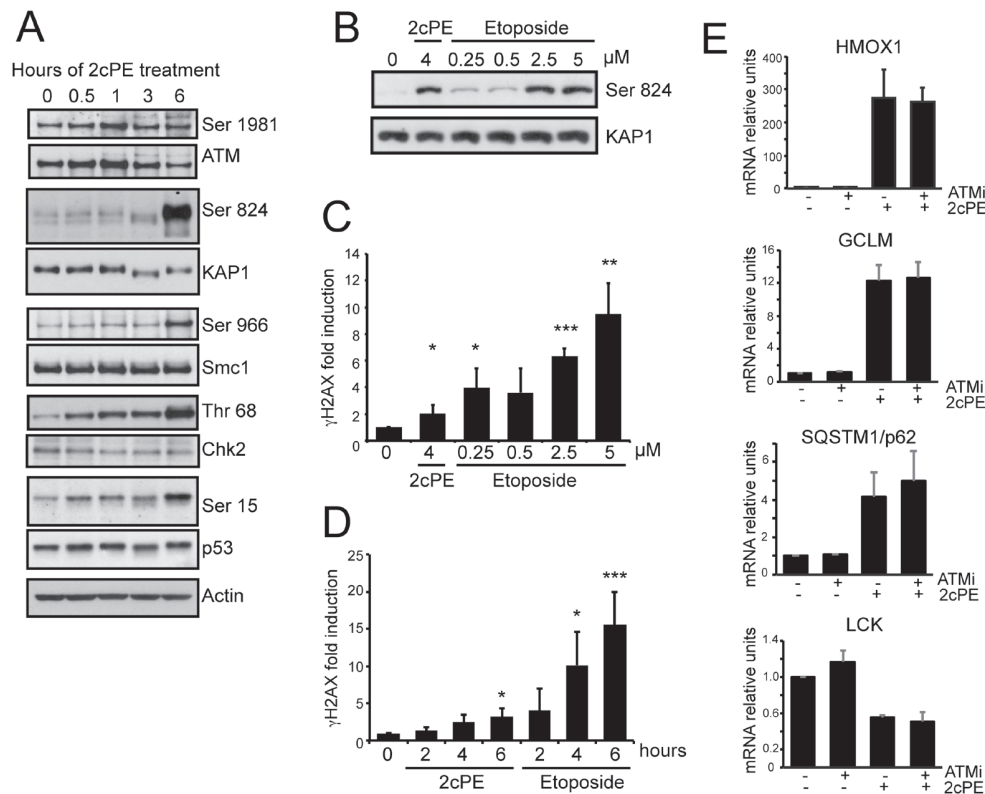 A
Hours of 2cPE treatment
0 0.5 1 3 6
Ser 1981
ATM
Ser 824
KAP1
Ser 966
Smc1
Thr 68
Chk2
Ser 15
p53
Actin
B
2cPE Etoposide
0 4 0.25 0.5 2.5 5 μM
Ser 824
KAP1
C
γH2AX fold induction
14
12
10
8
6
4
2
0
* * *** **
0 4 0.25 0.5 2.5 5 μM
2cPE Etoposide
D
γH2AX fold induction
25
20
15
10
5
0
* * ***
0 2 4 6 2 4 6 hours
2cPE Etoposide
E
HMOX1
mRNA relative units
400
300
200
100
0
- + - + ATMi
- - + + 2cPE
GCLM
mRNA relative units
16
12
8
4
0
- + - + ATMi
- - + + 2cPE
SQSTM1/p62
mRNA relative units
8
6
4
2
0
- + - + ATMi
- - + + 2cPE
LCK
mRNA relative units
1.4
1.0
0.6
0.2
0
- + - + ATMi
- - + + 2cPE